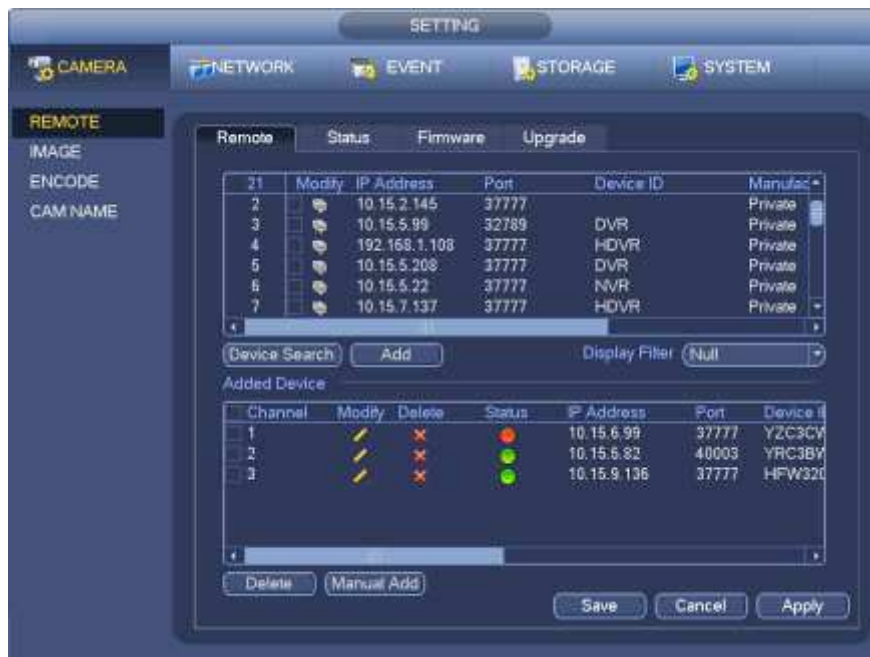 SETTING
CAMERA NETWORK EVENT STORAGE SYSTEM
REMOTE
IMAGE
ENCODE
CAM NAME
Remote Status Firmware Upgrade
21 Modify IP Address Port Device ID Manufac
2 10.15.2.145 37777 Private
3 10.15.5.99 32789 DVR Private
4 192.168.1.108 37777 HDVR Private
5 10.15.5.208 37777 DVR Private
6 10.15.5.22 37777 NVR Private
7 10.15.7.137 37777 HDVR Private
Device Search Add Display Filter Null
Added Device
Channel Modify Delete Status IP Address Port Device I
1 10.15.6.99 37777 YZC3CW
2 40003 YRC3BW
3 10.15.9.136 37777 HFW320
Delete Manual Add
Save Cancel Apply